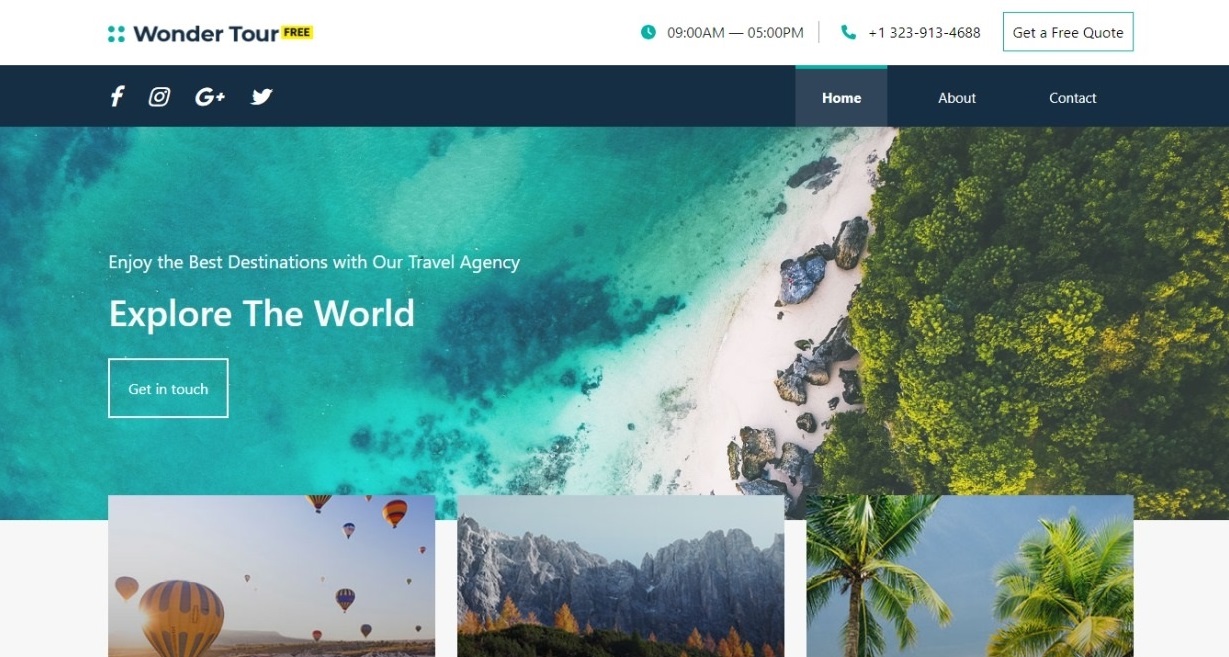 Wonder Tour FREE
09:00AM — 05:00PM
+1 323-913-4688
Get a Free Quote
Home
About
Contact
Enjoy the Best Destinations with Our Travel Agency
Explore The World
Get in touch